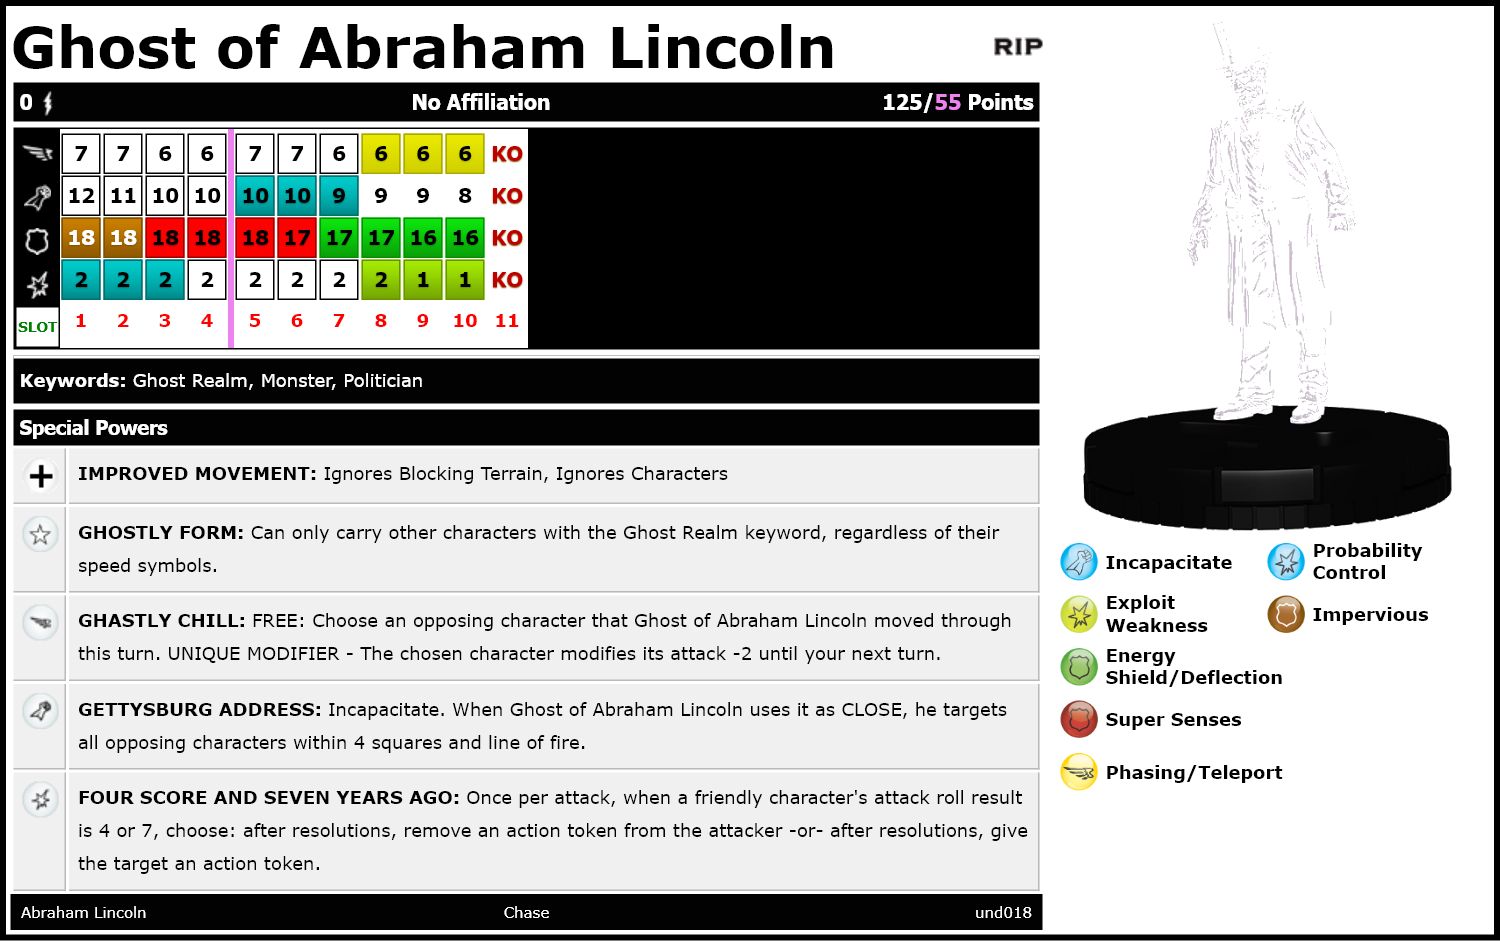 Ghost of Abraham Lincoln
RIP
0 No Affiliation 125/55 Points
7 7 6 6 7 7 6 6 6 6 KO
12 11 10 10 10 10 9 9 9 8 KO
18 18 18 18 18 17 17 17 16 16 KO
2 2 2 2 2 2 2 2 1 1 KO
SLOT 1 2 3 4 5 6 7 8 9 10 11
Keywords: Ghost Realm, Monster, Politician
Special Powers
IMPROVED MOVEMENT: Ignores Blocking Terrain, Ignores Characters
GHOSTLY FORM: Can only carry other characters with the Ghost Realm keyword, regardless of their
speed symbols.
GHASTLY CHILL: FREE: Choose an opposing character that Ghost of Abraham Lincoln moved through
this turn. UNIQUE MODIFIER - The chosen character modifies its attack -2 until your next turn.
GETTYSBURG ADDRESS: Incapacitate. When Ghost of Abraham Lincoln uses it as CLOSE, he targets
all opposing characters within 4 squares and line of fire.
FOUR SCORE AND SEVEN YEARS AGO: Once per attack, when a friendly character's attack roll result
is 4 or 7, choose: after resolutions, remove an action token from the attacker -or- after resolutions, give
the target an action token.
Abraham Lincoln Chase und018
Incapacitate
Probability
Control
Exploit
Weakness
Impervious
Energy
Shield/Deflection
Super Senses
Phasing/Teleport